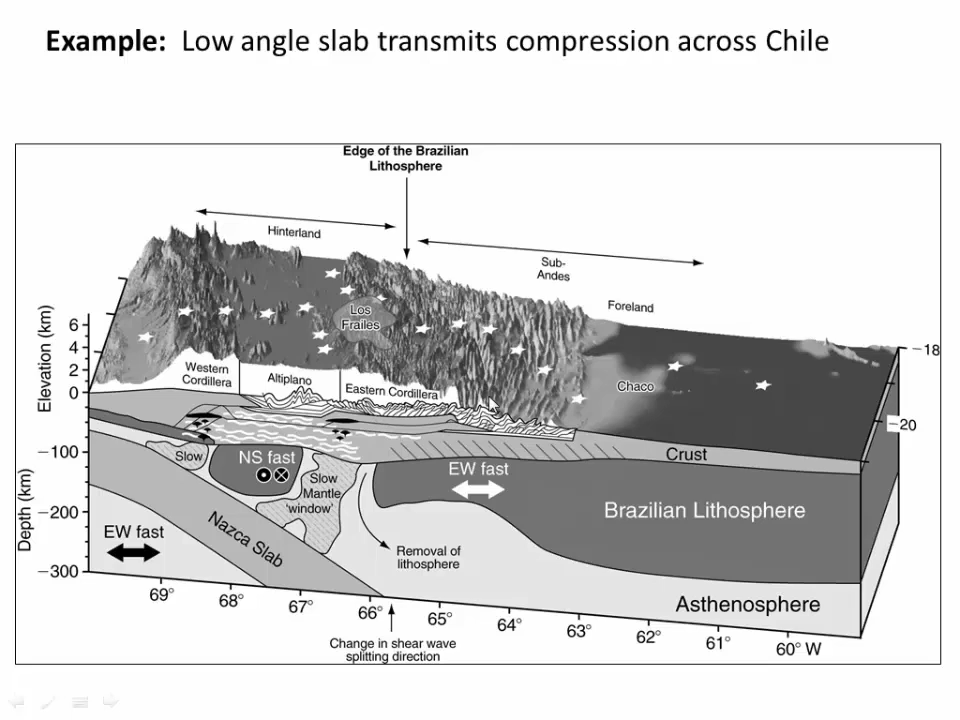 Example: Low angle slab transmits compression across Chile
Edge of the Brazilian
Lithosphere
Hinterland
Sub-
Andes
Foreland
Los
Frailes
Elevation (km)
6
4
2
0
Western
Cordillera
Altiplano
Eastern Cordillera
Chaco
−18
−20
Depth (km)
−100
−200
−300
Slow
NS fast
Slow
Mantle
'window'
EW fast
Crust
Brazilian Lithosphere
Nazca Slab
EW fast
Removal of
lithosphere
Asthenosphere
69° 68° 67° 66° 65° 64° 63° 62° 61° 60° W
Change in shear wave
splitting direction